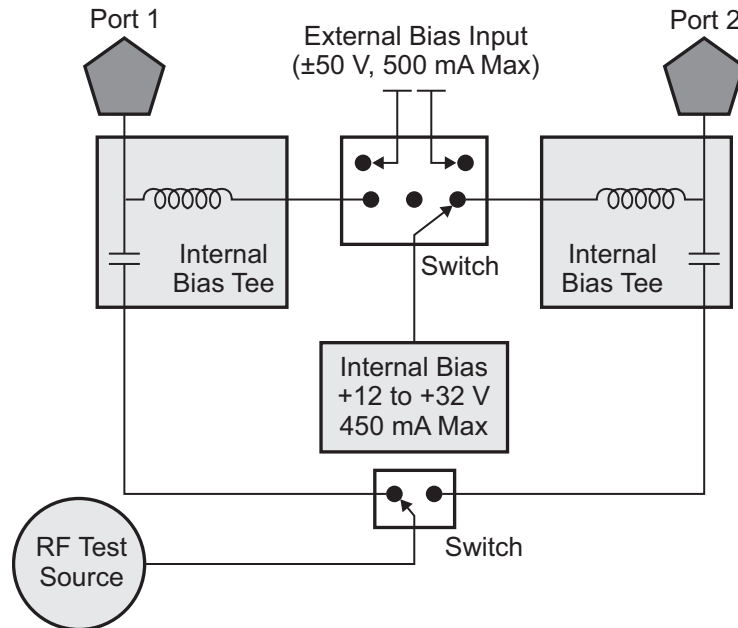 Port 1
Port 2
External Bias Input
(±50 V, 500 mA Max)
Internal
Bias Tee
Switch
Internal
Bias Tee
Internal Bias
+12 to +32 V
450 mA Max
RF Test
Source
Switch